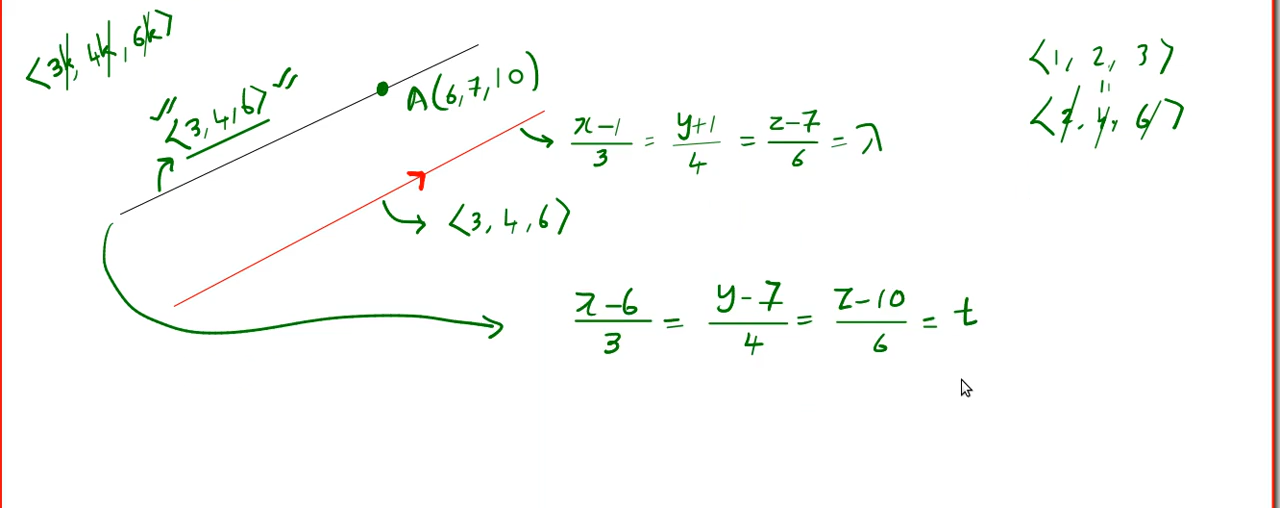 <3k, 4k, 6k>
"<3, 4, 6>"
A(6, 7, 10)
x-1/3 = y+1/4 = z-7/6 = λ
<3, 4, 6>
x-6/3 = y-7/4 = z-10/6 = t
<1, 2, 3>
"
<2, 4, 6>